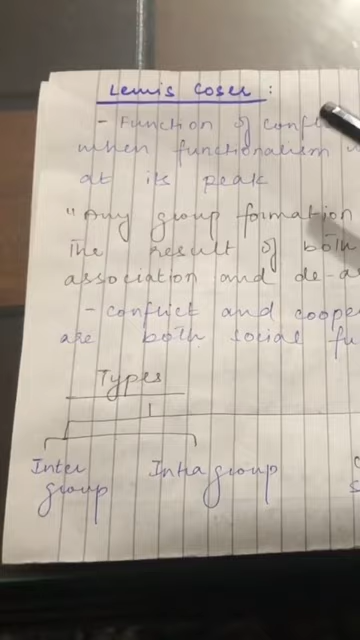 Lewis Coser :
- Function of conf
when functionalism
at its peak
"Any group formation
The result of both
association and de-a
- conflict and cooper
are both social fu
Types
Inter Intra group
group